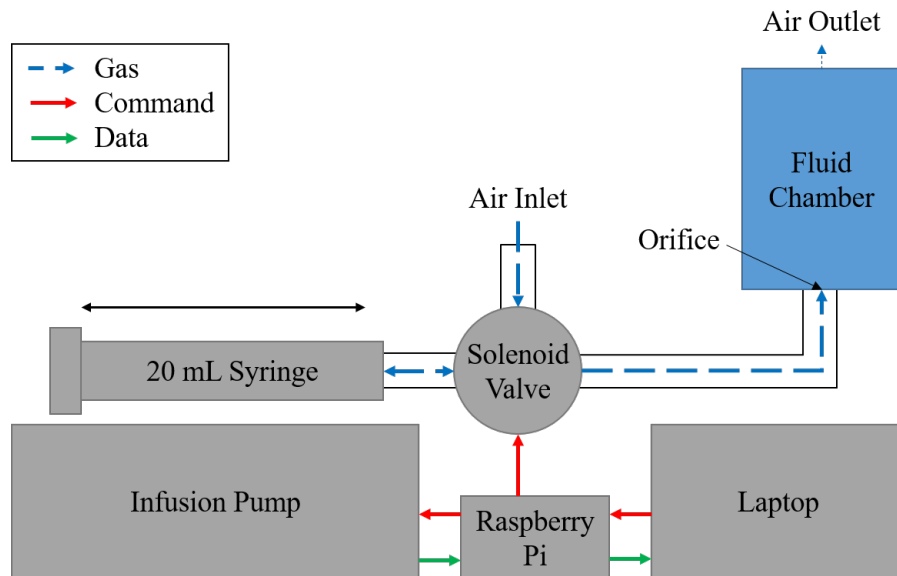 Air Outlet
Gas
Command
Data
Fluid
Chamber
Air Inlet
Orifice
20 mL Syringe
Solenoid
Valve
Infusion Pump
Raspberry
Pi
Laptop